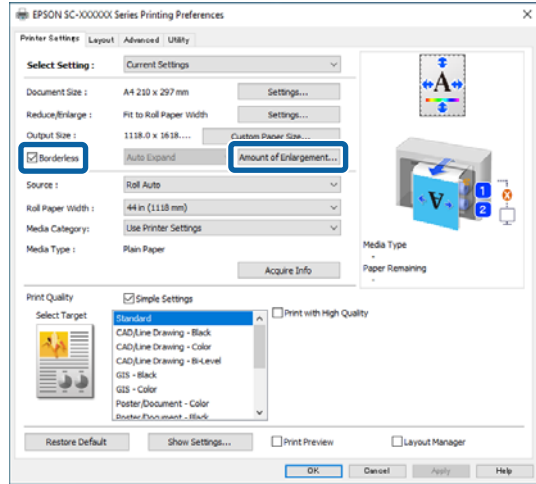 EPSON SC-XXXXXX Series Printing Preferences
Printer Settings Layout Advanced Utility
Select Setting : Current Settings
Document Size : A4 210 x 297 mm Settings...
Reduce/Enlarge : Fit to Roll Paper Width Settings...
Output Size : 1118.0 x 1618.... Custom Paper Size...
Borderless Auto Expand Amount of Enlargement...
Source : Roll Auto
Roll Paper Width : 44 in (1118 mm)
Media Category: Use Printer Settings
Media Type : Plain Paper
Acquire Info
A
A
1
2
Media Type
-
Paper Remaining
-
Print Quality Simple Settings
Select Target
Standard
CAD/Line Drawing - Black
CAD/Line Drawing - Color
CAD/Line Drawing - Bi-Level
GIS - Black
GIS - Color
Poster/Document - Color
Poster/Document - Black
Print with High Quality
Restore Default Show Settings... Print Preview Layout Manager
OK Cancel Apply Help